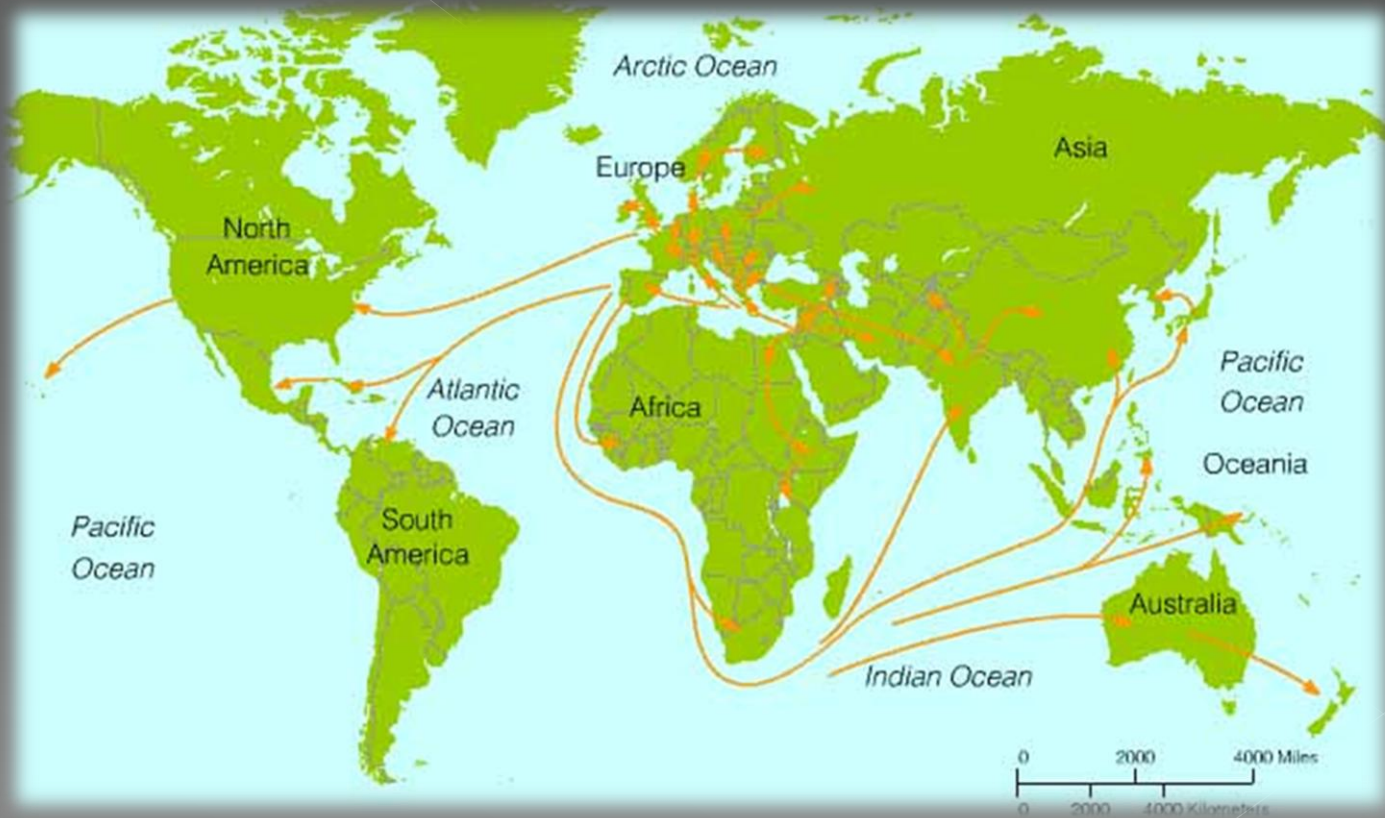 Arctic Ocean
Asia
Europe
North
America
Pacific
Ocean
Atlantic
Ocean
Africa
Oceania
Pacific
Ocean
South
America
Australia
Indian Ocean
0 2000 4000 Miles
0 2000 4000 Kilometers